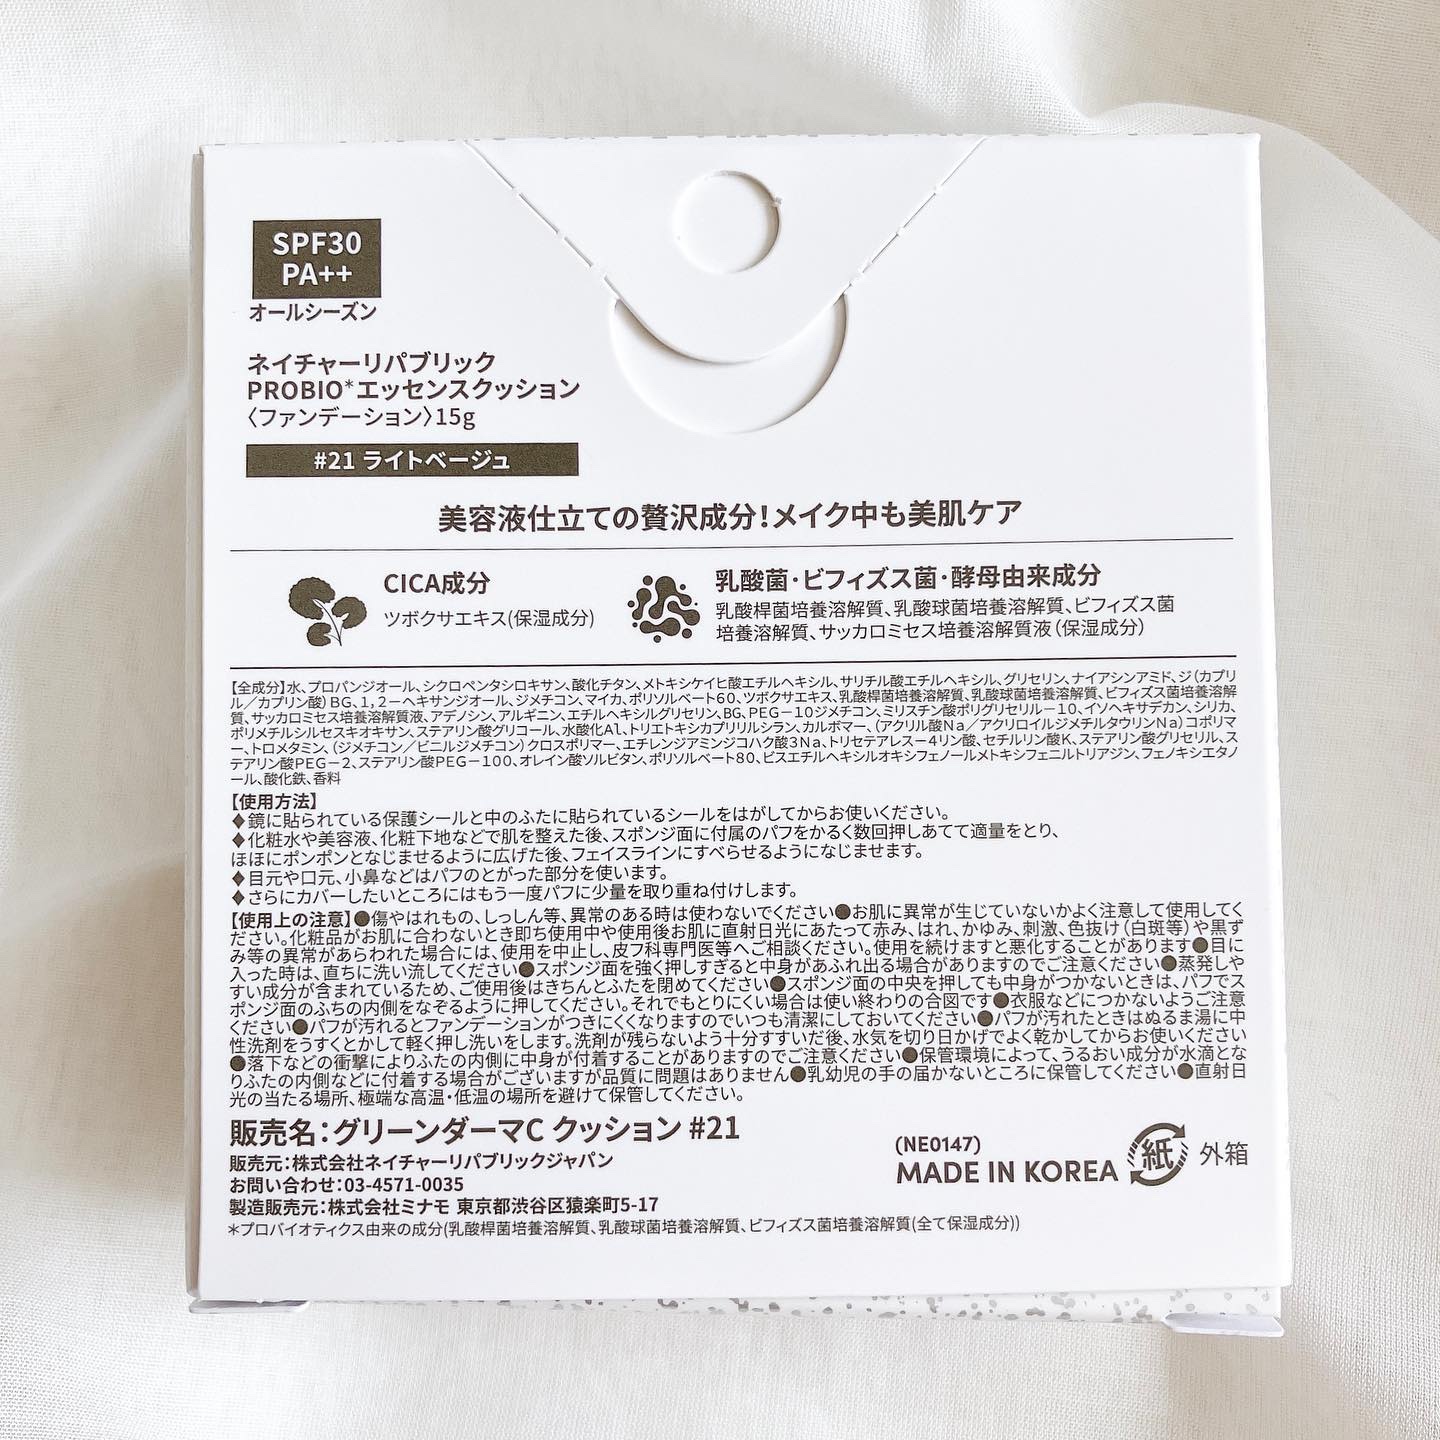 SPF30
PA++
オールシーズン
ネイチャーリパブリック
PROBIO*エッセンスクッション
〈ファンデーション〉15g
#21 ライトベージュ
美容液仕立ての贅沢成分!メイク中も美肌ケア
CICA成分
ツボクサエキス(保湿成分)
乳酸菌・ビフィズス菌・酵母由来成分
乳酸桿菌培養溶解質、乳酸球菌培養溶解質、ビフィズス菌
培養溶解質、サッカロミセス培養溶解質液(保湿成分)
【全成分】水、プロパンジオール、シクロペンタシロキサン、酸化チタン、メトキシケイヒ酸エチルヘキシル、サリチル酸エチルヘキシル、グリセリン、ナイアシンアミド、ジ(カプリ
ル/カプリン酸)BG、1,2-ヘキサンジオール、ジメチコン、マイカ、ポリソルベート60、ツボクサエキス、乳酸桿菌培養溶解質、乳酸球菌培養溶解質、ビフィズス菌培養溶解
質、サッカロミセス培養溶解質液、アデノシン、アルギニン、エチルヘキシルグリセリン、BG、PEG-10ジメチコン、ミリスチン酸ポリグリセリル-10、イソヘキサデカン、シリカ、
ポリメチルシルセスキオキサン、ステアリン酸グリコール、水酸化Al、トリエトキシカプリリルシラン、カルボマー、(アクリル酸Na/アクリロイルジメチルタウリンNa)コポリマ
ー、トロメタミン、(ジメチコン/ビニルジメチコン)クロスポリマー、エチレンジアミンジコハク酸3Na、トリセテアレス-4リン酸、セチルリン酸K、ステアリン酸グリセリル、ス
テアリン酸PEG-2、ステアリン酸PEG-100、オレイン酸ソルビタン、ポリソルベート80、ビスエチルヘキシルオキシフェノールメトキシフェニルトリアジン、フェノキシエタノ
ール、酸化鉄、香料
【使用方法】
♦鏡に貼られている保護シールと中のふたに貼られているシールをはがしてからお使いください。
♦化粧水や美容液、化粧下地などで肌を整えた後、スポンジ面に付属のパフをかるく数回押しあてて適量をとり、
ほほにポンポンとなじませるように広げた後、フェイスラインにすべらせるようになじませます。
♦目元や口元、小鼻などはパフのとがった部分を使います。
♦さらにカバーしたいところにはもう一度パフに少量を取り重ね付けします。
【使用上の注意】●傷やはれもの、しっしん等、異常のある時は使わないでください●お肌に異常が生じていないかよく注意して使用してく
ださい。化粧品がお肌に合わないとき即ち使用中や使用後お肌に直射日光にあたって赤み、はれ、かゆみ、刺激、色抜け(白斑等)や黒ず
み等の異常があらわれた場合には、使用を中止し、皮フ科専門医等へご相談ください。使用を続けますと悪化することがあります●目に
入った時は、直ちに洗い流してください●スポンジ面を強く押しすぎると中身があふれ出る場合がありますのでご注意ください●蒸発しや
すい成分が含まれているため、ご使用後はきちんとふたを閉めてください●スポンジ面の中央を押しても中身がつかないときは、パフでス
ポンジ面のふちの内側をなぞるように押してください。それでもとりにくい場合は使い終わりの合図です●衣服などにつかないようご注意
ください●パフが汚れるとファンデーションがつきにくくなりますのでいつも清潔にしておいてください●パフが汚れたときはぬるま湯に中
性洗剤をうすくとかして軽く押し洗いをします。洗剤が残らないよう十分すすいだ後、水気を切り日かげでよく乾かしてからお使いください
●落下などの衝撃によりふたの内側に中身が付着することがありますのでご注意ください●保管環境によって、うるおい成分が水滴とな
りふたの内側などに付着する場合がございますが品質に問題はありません●乳幼児の手の届かないところに保管してください●直射日
光の当たる場所、極端な高温・低温の場所を避けて保管してください。
販売名:グリーンダーマC クッション #21
販売元:株式会社ネイチャーリパブリックジャパン
お問い合わせ:03-4571-0035
製造販売元:株式会社ミナモ 東京都渋谷区猿楽町5-17
*プロバイオティクス由来の成分(乳酸桿菌培養溶解質、乳酸球菌培養溶解質、ビフィズス菌培養溶解質(全て保湿成分))
(NE0147)
MADE IN KOREA
紙 外箱